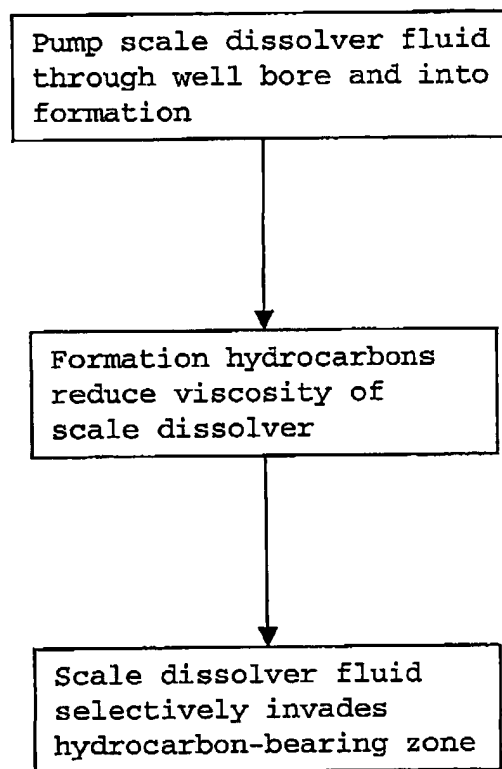 Pump scale dissolver fluid
through well bore and into
formation
Formation hydrocarbons
reduce viscosity of
scale dissolver
Scale dissolver fluid
selectively invades
hydrocarbon-bearing zone